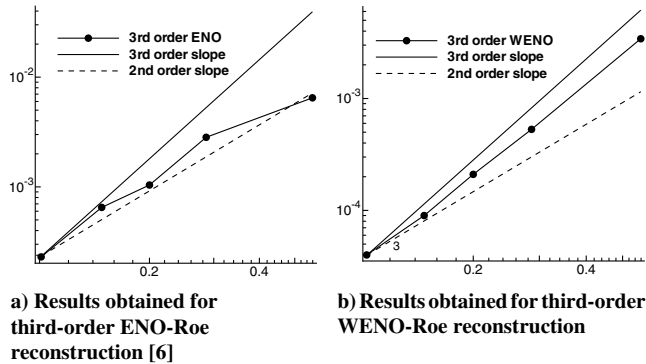 3rd order ENO
3rd order slope
2nd order slope
10⁻²
10⁻³
0.2
0.4
a) Results obtained for
third-order ENO-Roe
reconstruction [6]
3rd order WENO
3rd order slope
2nd order slope
10⁻³
10⁻⁴
3
0.2
0.4
b) Results obtained for third-order
WENO-Roe reconstruction